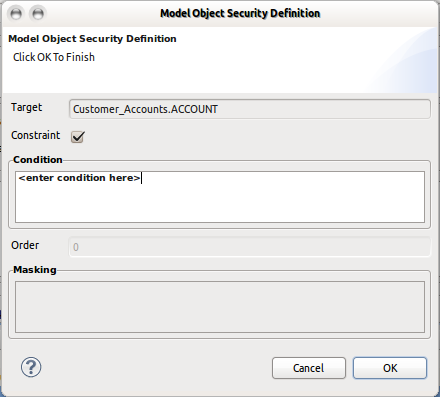 Model Object Security Definition
Model Object Security Definition
Click OK To Finish
Target Customer_Accounts.ACCOUNT
Constraint
Condition
<enter condition here>
Order 0
Masking
? Cancel OK